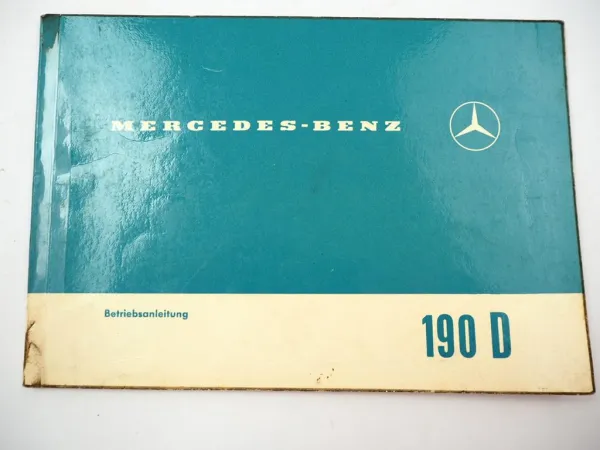 MERCEDES-BENZ
Betriebsanleitung
190 D